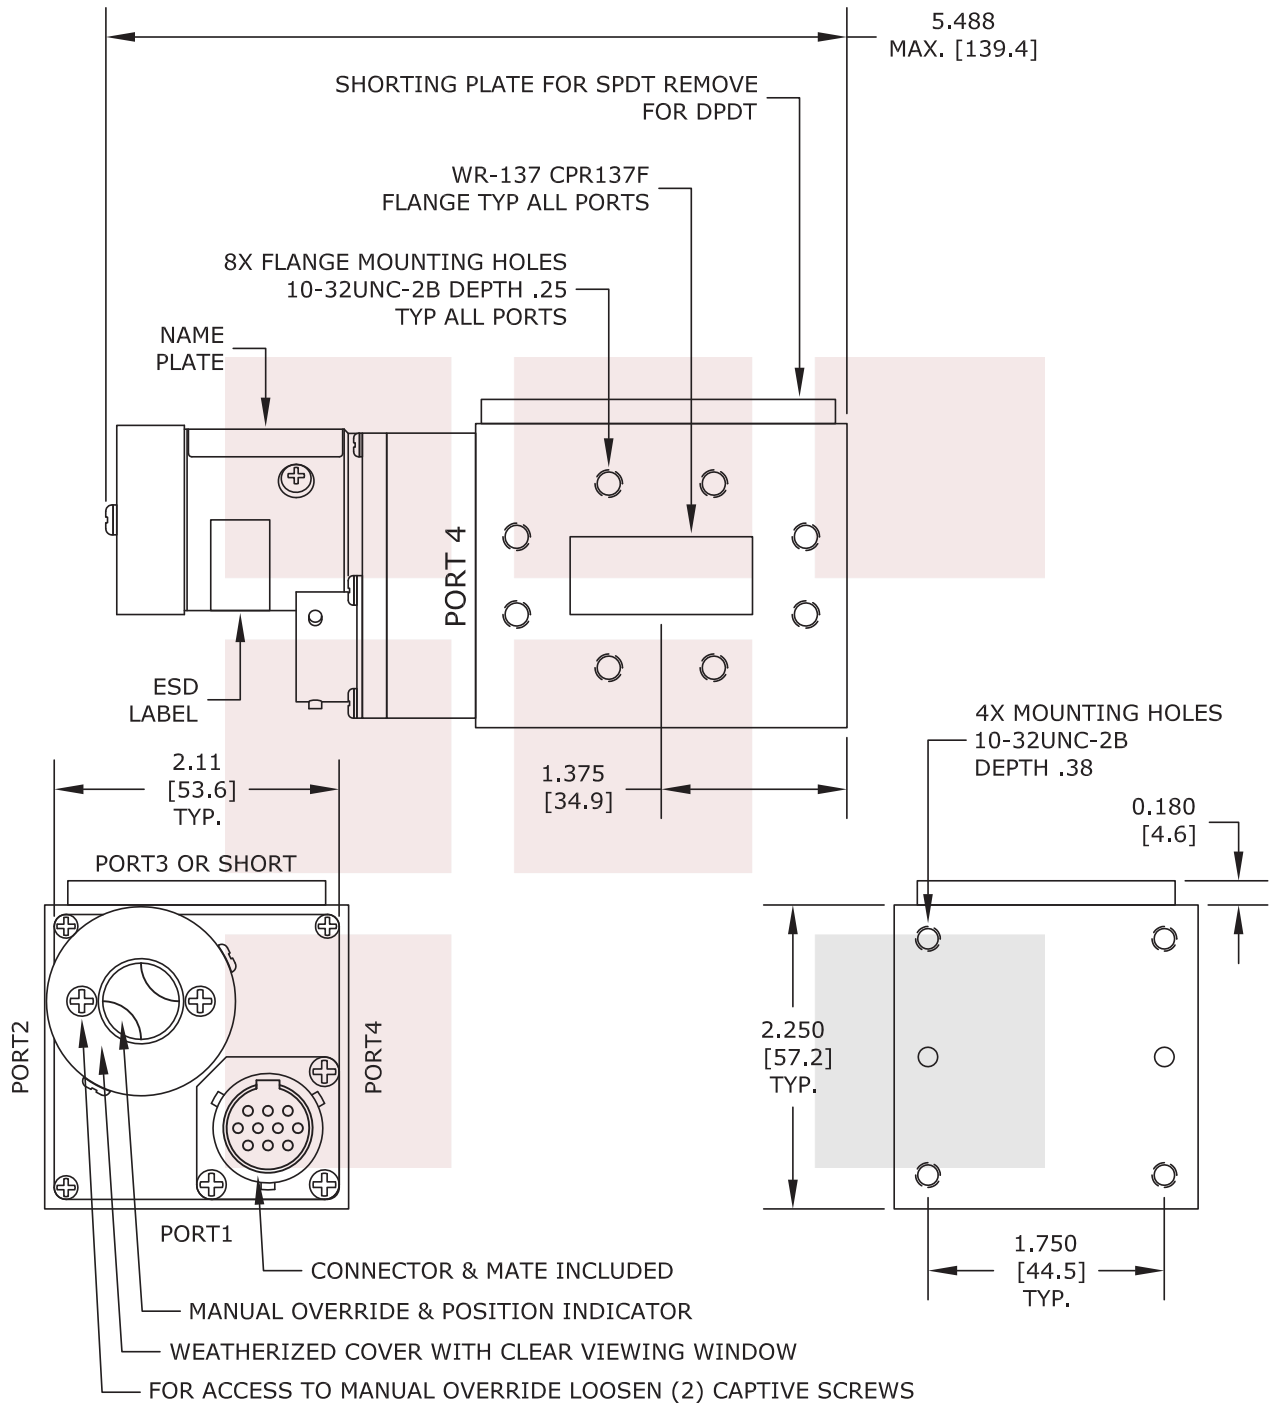 5.488
MAX. [139.4]
SHORTING PLATE FOR SPDT REMOVE
FOR DPDT
WR-137 CPR137F
FLANGE TYP ALL PORTS
8X FLANGE MOUNTING HOLES
10-32UNC-2B DEPTH .25
TYP ALL PORTS
NAME
PLATE
PORT 4
ESD
LABEL
4X MOUNTING HOLES
10-32UNC-2B
DEPTH .38
2.11
[53.6]
TYP.
1.375
[34.9]
0.180
[4.6]
PORT3 OR SHORT
PORT2
PORT4
2.250
[57.2]
TYP.
PORT1
1.750
[44.5]
TYP.
CONNECTOR & MATE INCLUDED
MANUAL OVERRIDE & POSITION INDICATOR
WEATHERIZED COVER WITH CLEAR VIEWING WINDOW
FOR ACCESS TO MANUAL OVERRIDE LOOSEN (2) CAPTIVE SCREWS